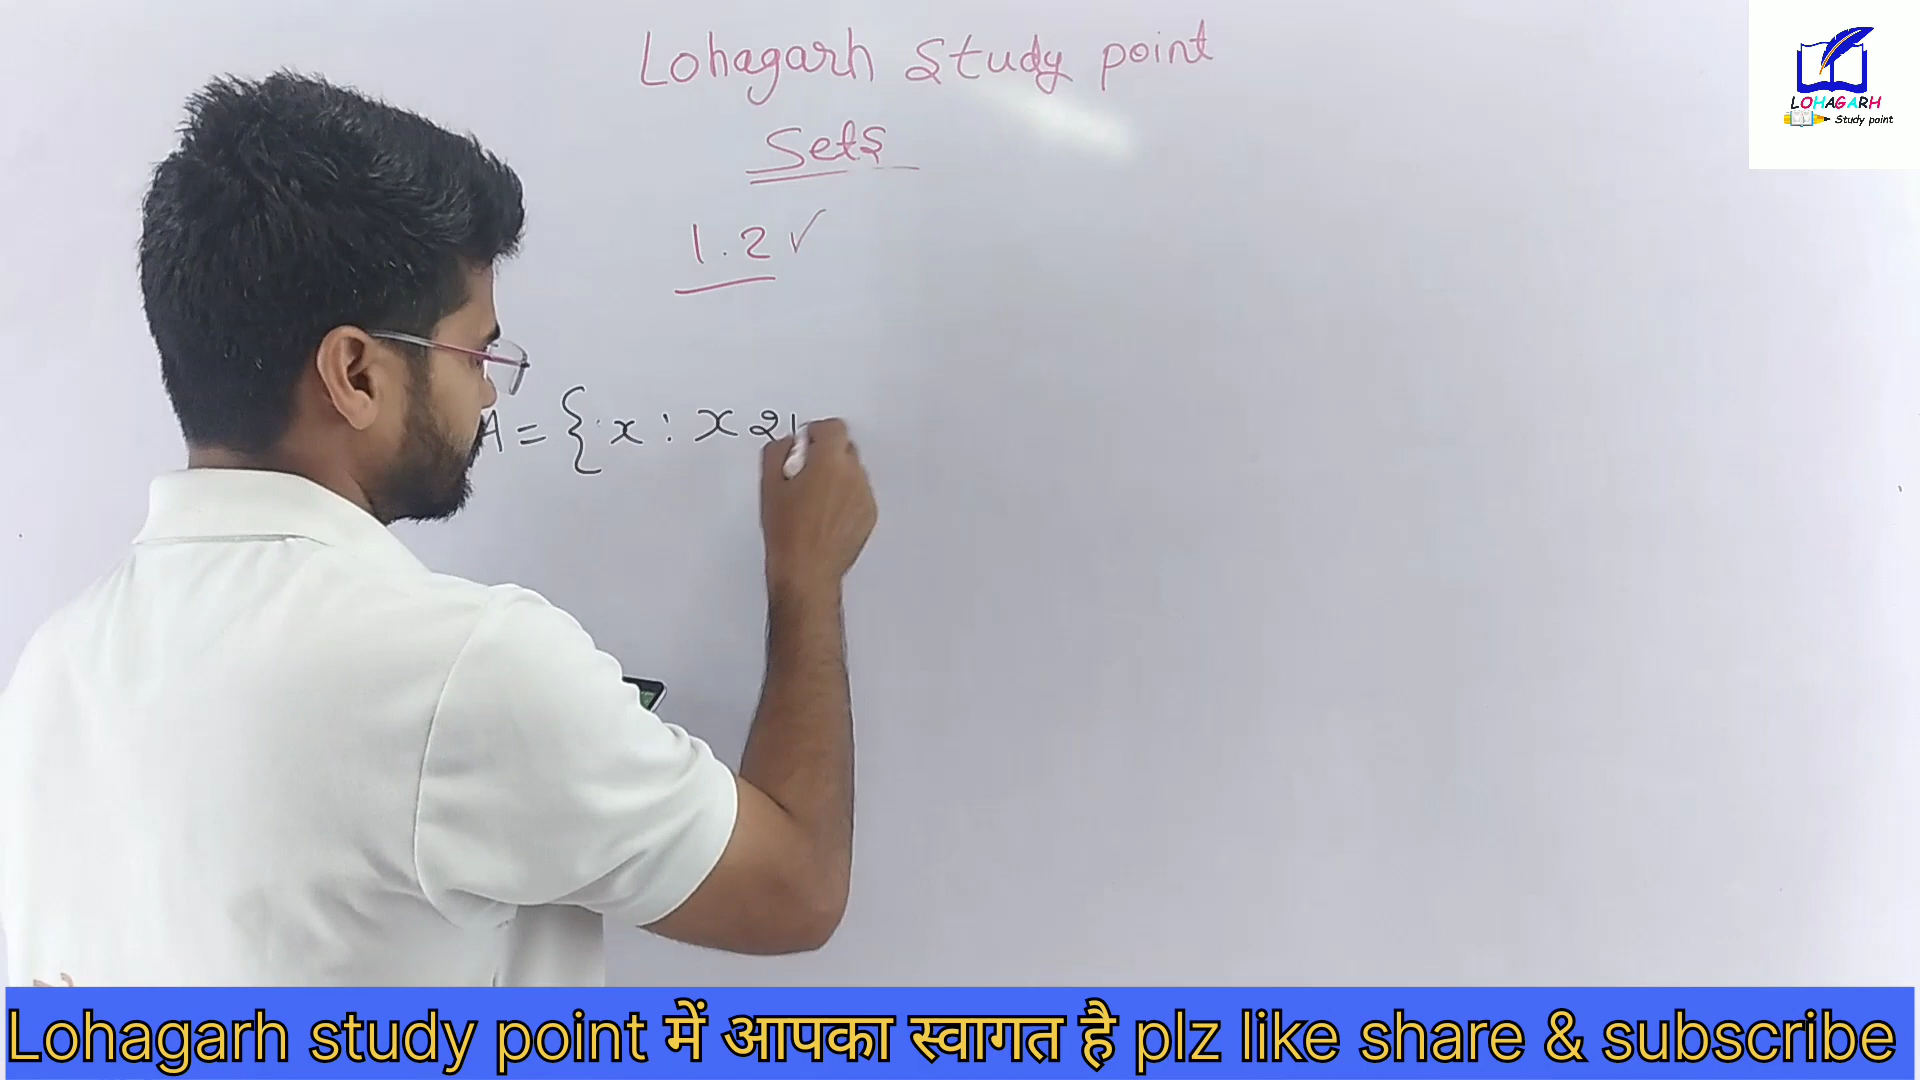 Lohagarh Study point
Sets
1.2 ✓
A = { x : x
LOHAGARH
Study point
Lohagarh study point में आपका स्वागत है plz like share & subscribe